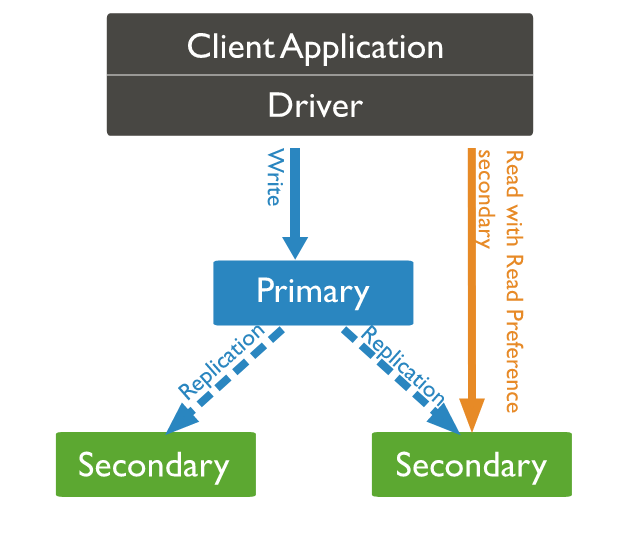 Client Application
Driver
Write
Read with Read Preference
secondary
Primary
Replication
Replication
Secondary
Secondary